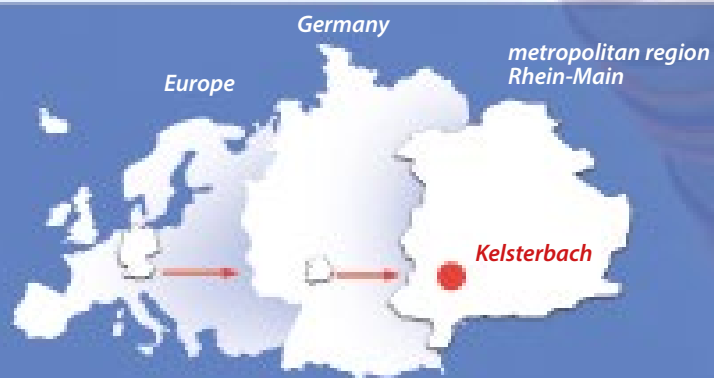 Germany
metropolitan region
Rhein-Main
Europe
Kelsterbach